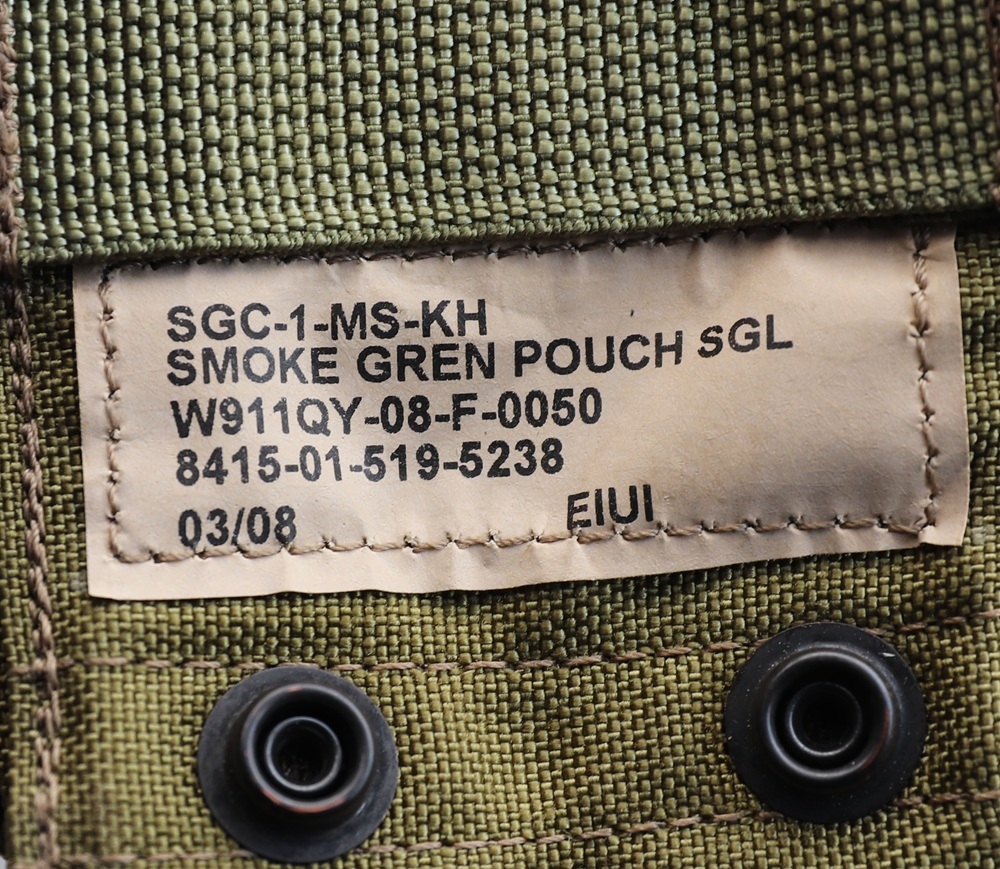 SGC-1-MS-KH
SMOKE GREN POUCH SGL
W911QY-08-F-0050
8415-01-519-5238
03/08 EIUI